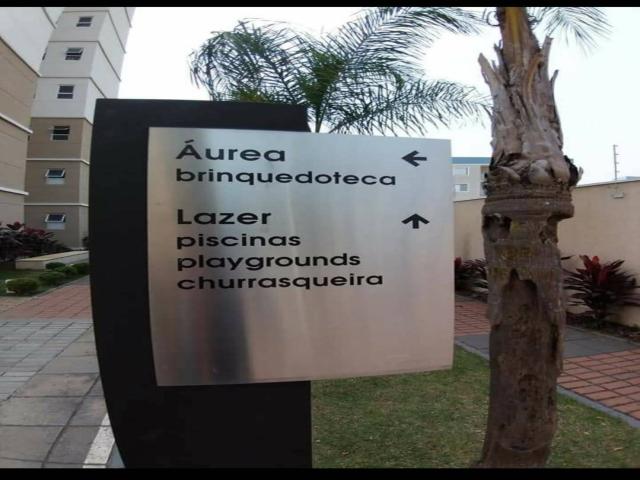 Áurea ←
brinquedoteca
Lazer ↑
piscinas
playgrounds
churrasqueira